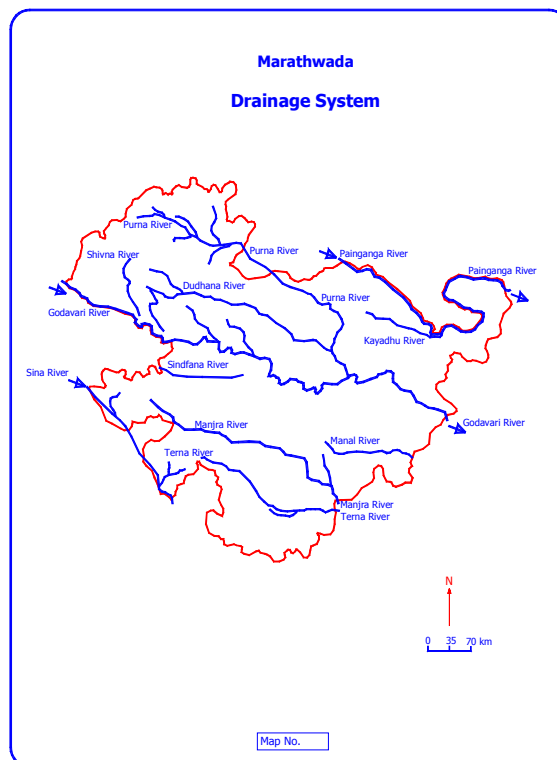 Marathwada
Drainage System
Purna River
Purna River
Shivna River
Painganga River
Painganga River
Dudhana River
Purna River
Godavari River
Kayadhu River
Sindfana River
Sina River
Godavari River
Manjra River
Manal River
Terna River
Manjra River
Terna River
N
0 35 70 km
Map No.